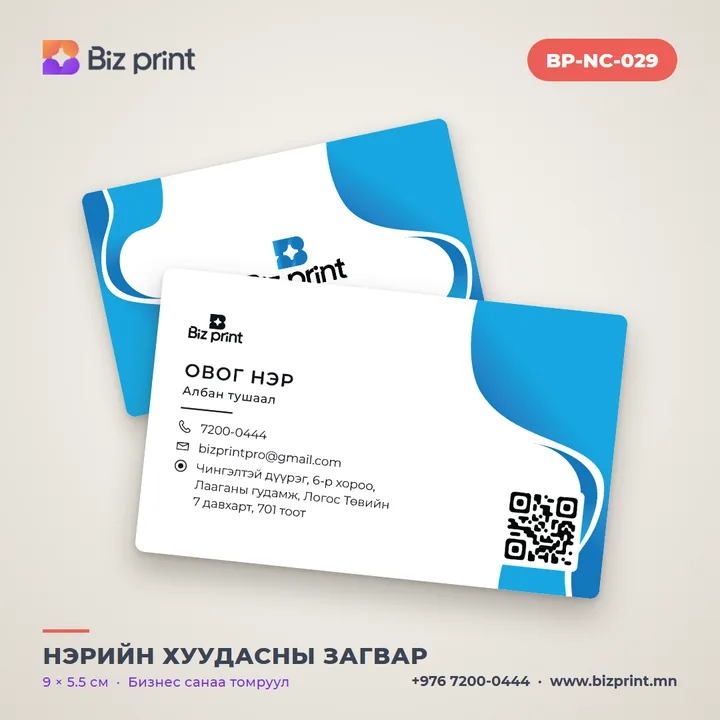 Biz print
BP-NC-029
Biz print
Biz print
ОВОГ НЭР
Албан тушаал
7200-0444
bizprintpro@gmail.com
Чингэлтэй дүүрэг, 6-р хороо,
Лааганы гудамж, Логос Төвийн
7 давхарт, 701 тоот
НЭРИЙН ХУУДАСНЫ ЗАГВАР
9 × 5.5 см · Бизнес санаа томруул
+976 7200-0444 · www.bizprint.mn